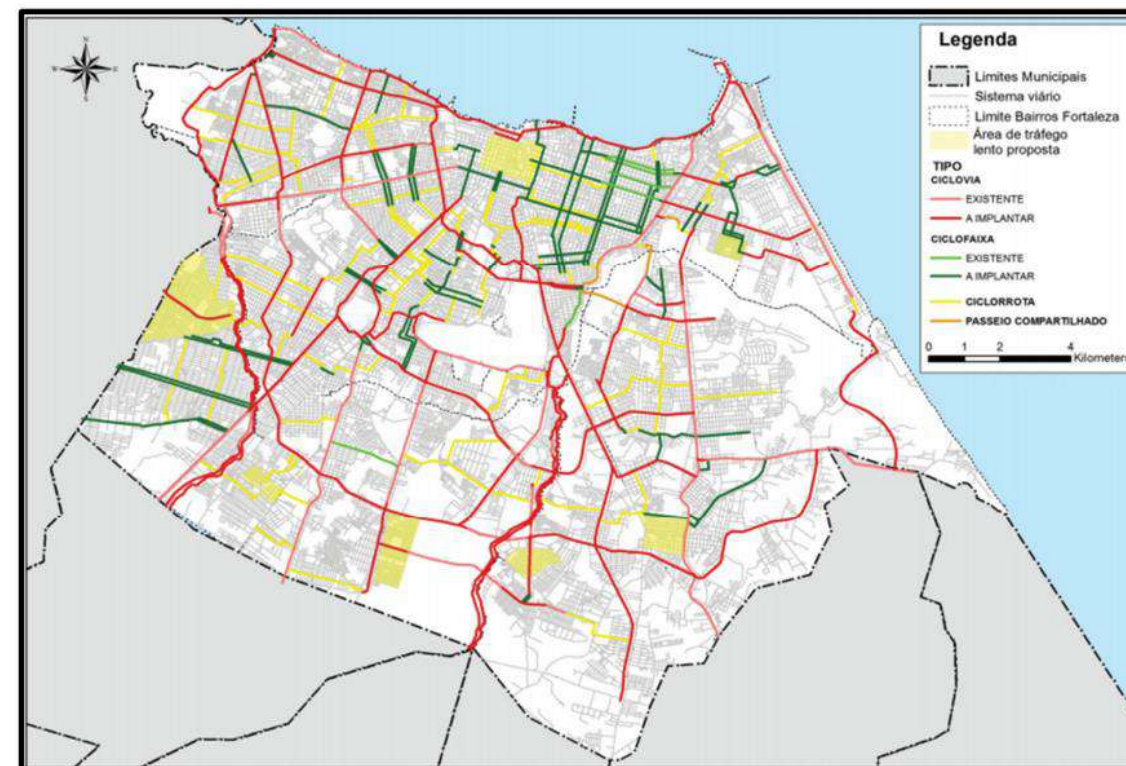 N
W
E
S
Legenda
Limites Municipais
Sistema viário
Limite Bairros Fortaleza
Área de tráfego
lento proposta
TIPO
CICLOVIA
EXISTENTE
A IMPLANTAR
CICLOFAIXA
EXISTENTE
A IMPLANTAR
CICLORROTA
PASSEIO COMPARTILHADO
0 1 2 4
Kilometers